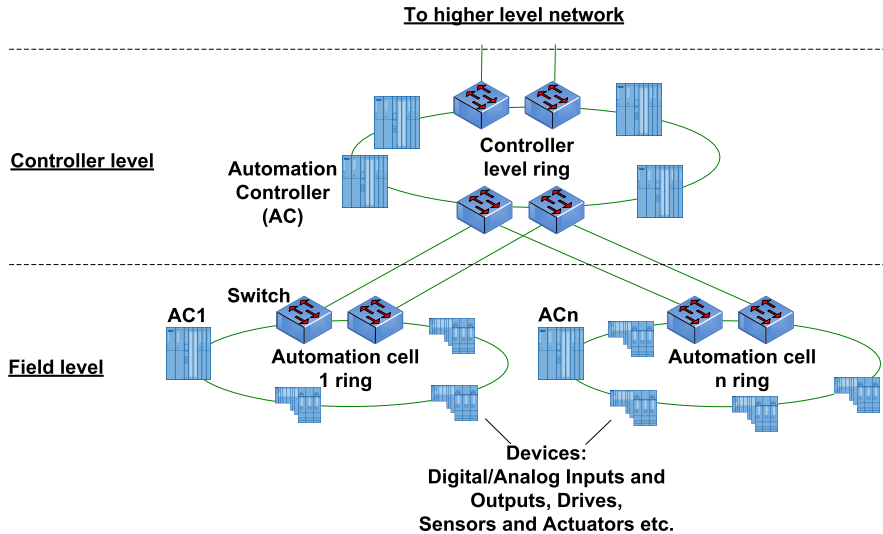 To higher level network
Controller level
Automation
Controller
(AC)
Controller
level ring
Switch
AC1
Automation cell
1 ring
ACn
Automation cell
n ring
Field level
Devices:
Digital/Analog Inputs and
Outputs, Drives,
Sensors and Actuators etc.